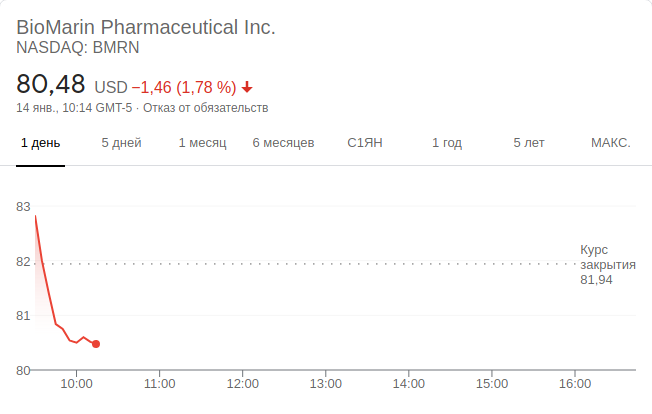 BioMarin Pharmaceutical Inc.
NASDAQ: BMRN
80,48 USD −1,46 (1,78 %)
14 янв., 10:14 GMT-5 · Отказ от обязательств
1 день 5 дней 1 месяц 6 месяцев С1ЯН 1 год 5 лет МАКС.
83
82
81
80
Курс
закрытия
81,94
10:00 11:00 12:00 13:00 14:00 15:00 16:00